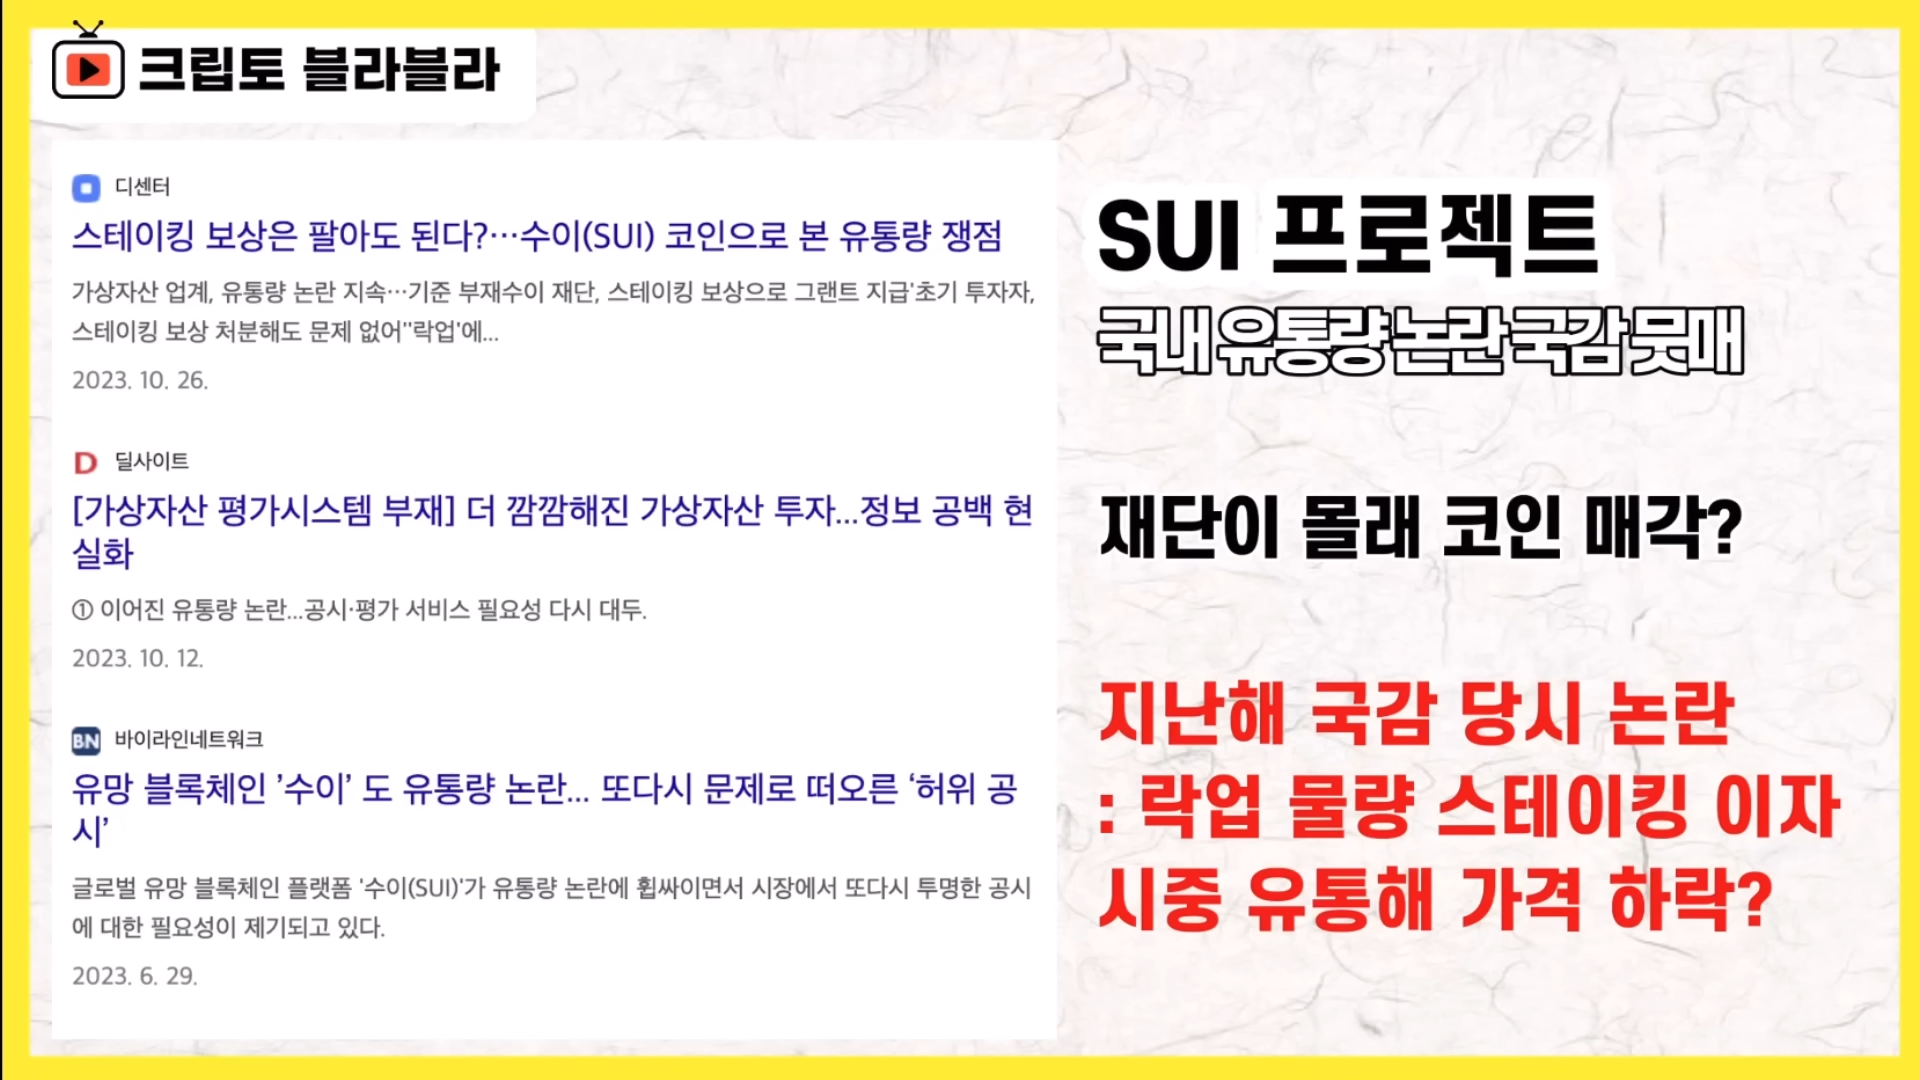 크립토 블라블라
디센터
스테이킹 보상은 팔아도 된다?…수이(SUI) 코인으로 본 유통량 쟁점
가상자산 업계, 유통량 논란 지속…기준 부재수이 재단, 스테이킹 보상으로 그랜트 지급'초기 투자자,
스테이킹 보상 처분해도 문제 없어''락업'에...
2023. 10. 26.
딜사이트
[가상자산 평가시스템 부재] 더 깜깜해진 가상자산 투자...정보 공백 현
실화
① 이어진 유통량 논란...공시·평가 서비스 필요성 다시 대두.
2023. 10. 12.
BN 바이라인네트워크
유망 블록체인 '수이' 도 유통량 논란... 또다시 문제로 떠오른 '허위 공
시'
글로벌 유망 블록체인 플랫폼 '수이(SUI)'가 유통량 논란에 휩싸이면서 시장에서 또다시 투명한 공시
에 대한 필요성이 제기되고 있다.
2023. 6. 29.
SUI 프로젝트
국내 유통량 논란 국감 뭇매
재단이 몰래 코인 매각?
지난해 국감 당시 논란
: 락업 물량 스테이킹 이자
시중 유통해 가격 하락?